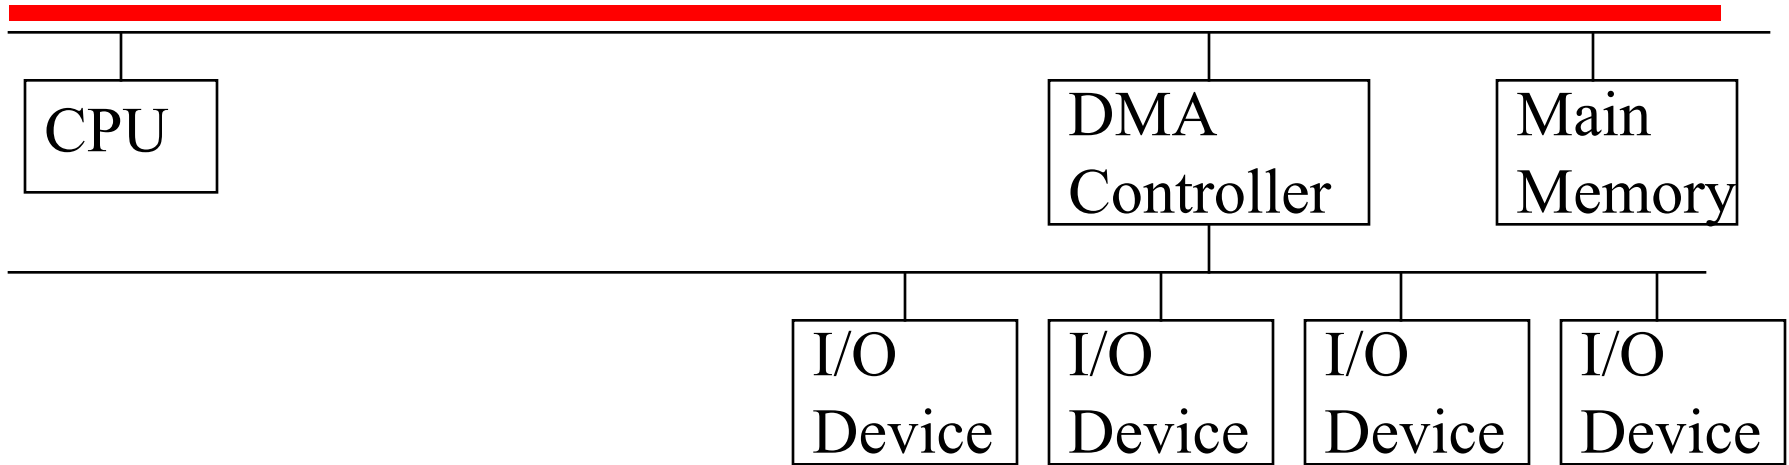 CPU
DMA
Controller
Main
Memory
I/O
Device
I/O
Device
I/O
Device
I/O
Device